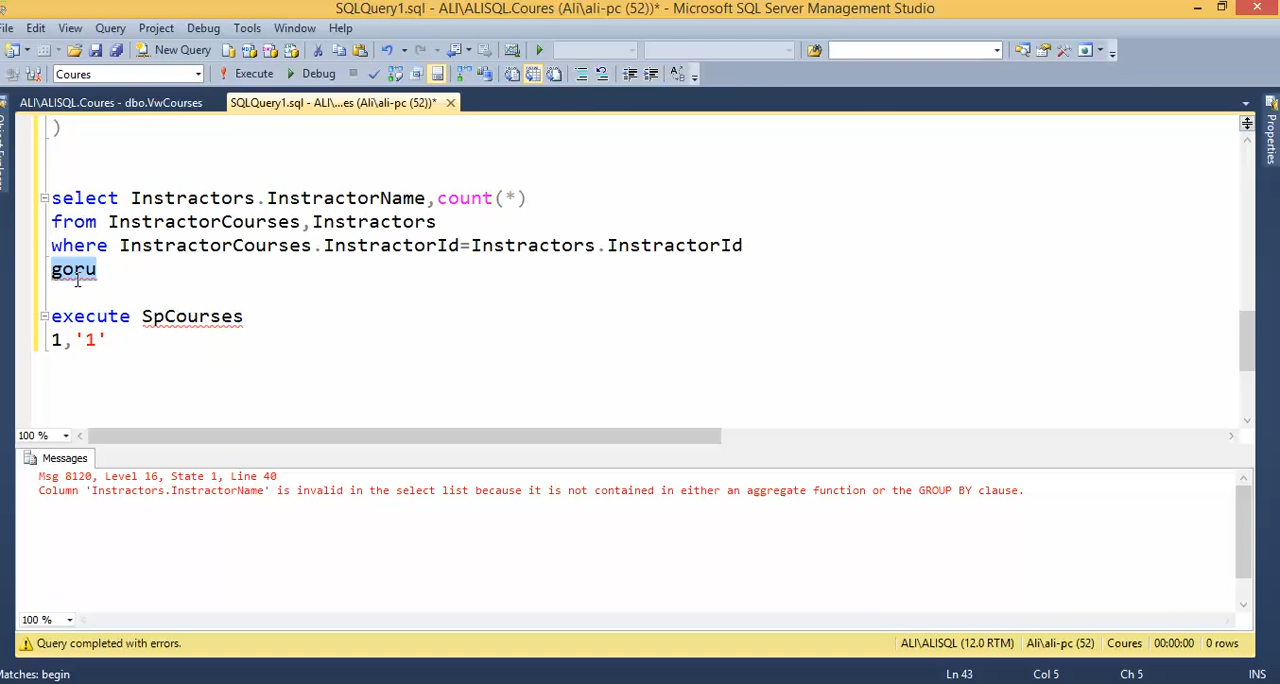 SQLQuery1.sql - ALI\ALISQL.Coures (Ali\ali-pc (52))* - Microsoft SQL Server Management Studio
File Edit View Query Project Debug Tools Window Help
New Query
Coures Execute Debug
ALI\ALISQL.Coures - dbo.VwCourses SQLQuery1.sql - ALI\...es (Ali\ali-pc (52))*
Properties
)
select Instractors.InstractorName,count(*)
from InstractorCourses,Instractors
where InstractorCourses.InstractorId=Instractors.InstractorId
goru
execute SpCourses
1,'1'
100 %
Messages
Msg 8120, Level 16, State 1, Line 40
Column 'Instractors.InstractorName' is invalid in the select list because it is not contained in either an aggregate function or the GROUP BY clause.
100 %
Query completed with errors. ALI\ALISQL (12.0 RTM) Ali\ali-pc (52) Coures 00:00:00 0 rows
Matches: begin Ln 43 Col 5 Ch 5 INS